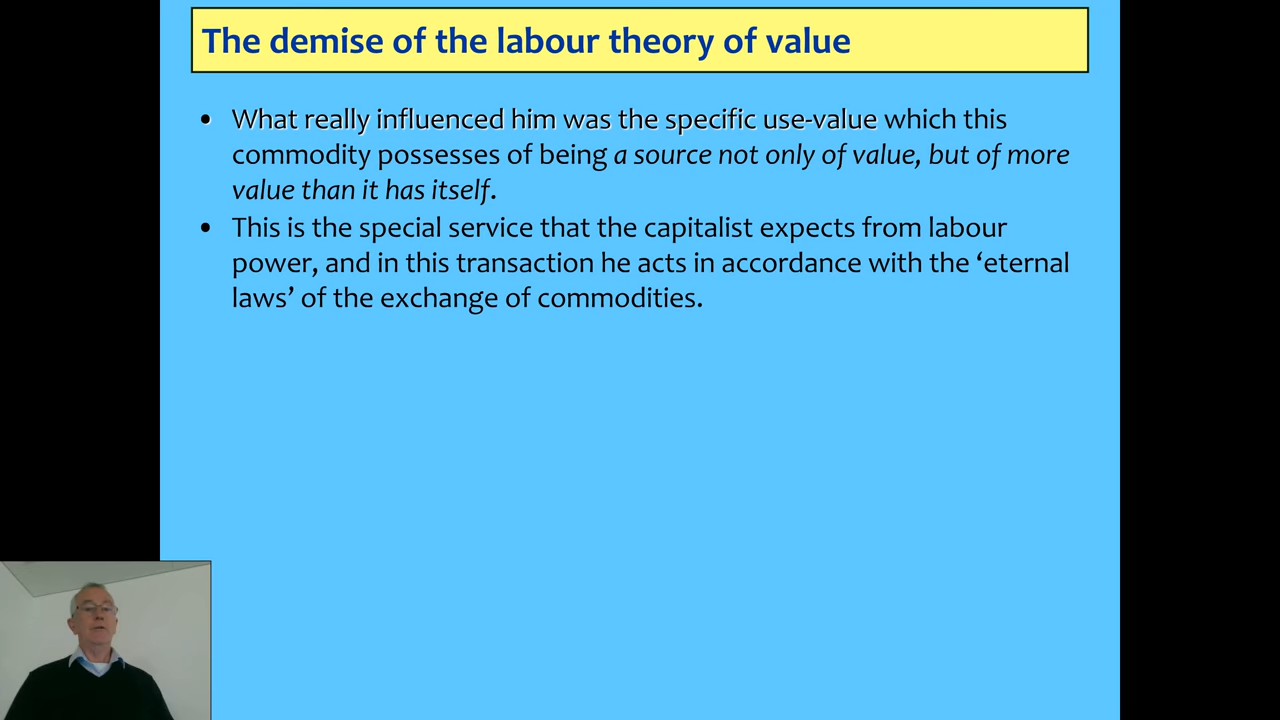 The demise of the labour theory of value
• What really influenced him was the specific use-value which this
commodity possesses of being a source not only of value, but of more
value than it has itself.
• This is the special service that the capitalist expects from labour
power, and in this transaction he acts in accordance with the ‘eternal
laws’ of the exchange of commodities.